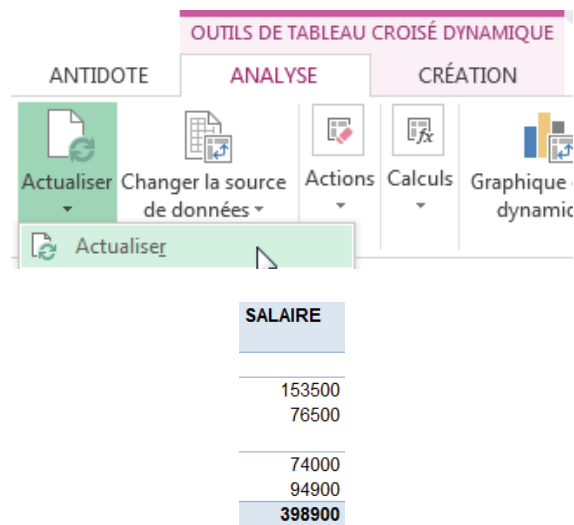 OUTILS DE TABLEAU CROISÉ DYNAMIQUE
ANTIDOTE ANALYSE CRÉATION
Actualiser Changer la source Actions Calculs Graphique
de données
Actualiser
SALAIRE
153500
76500
74000
94900
398900